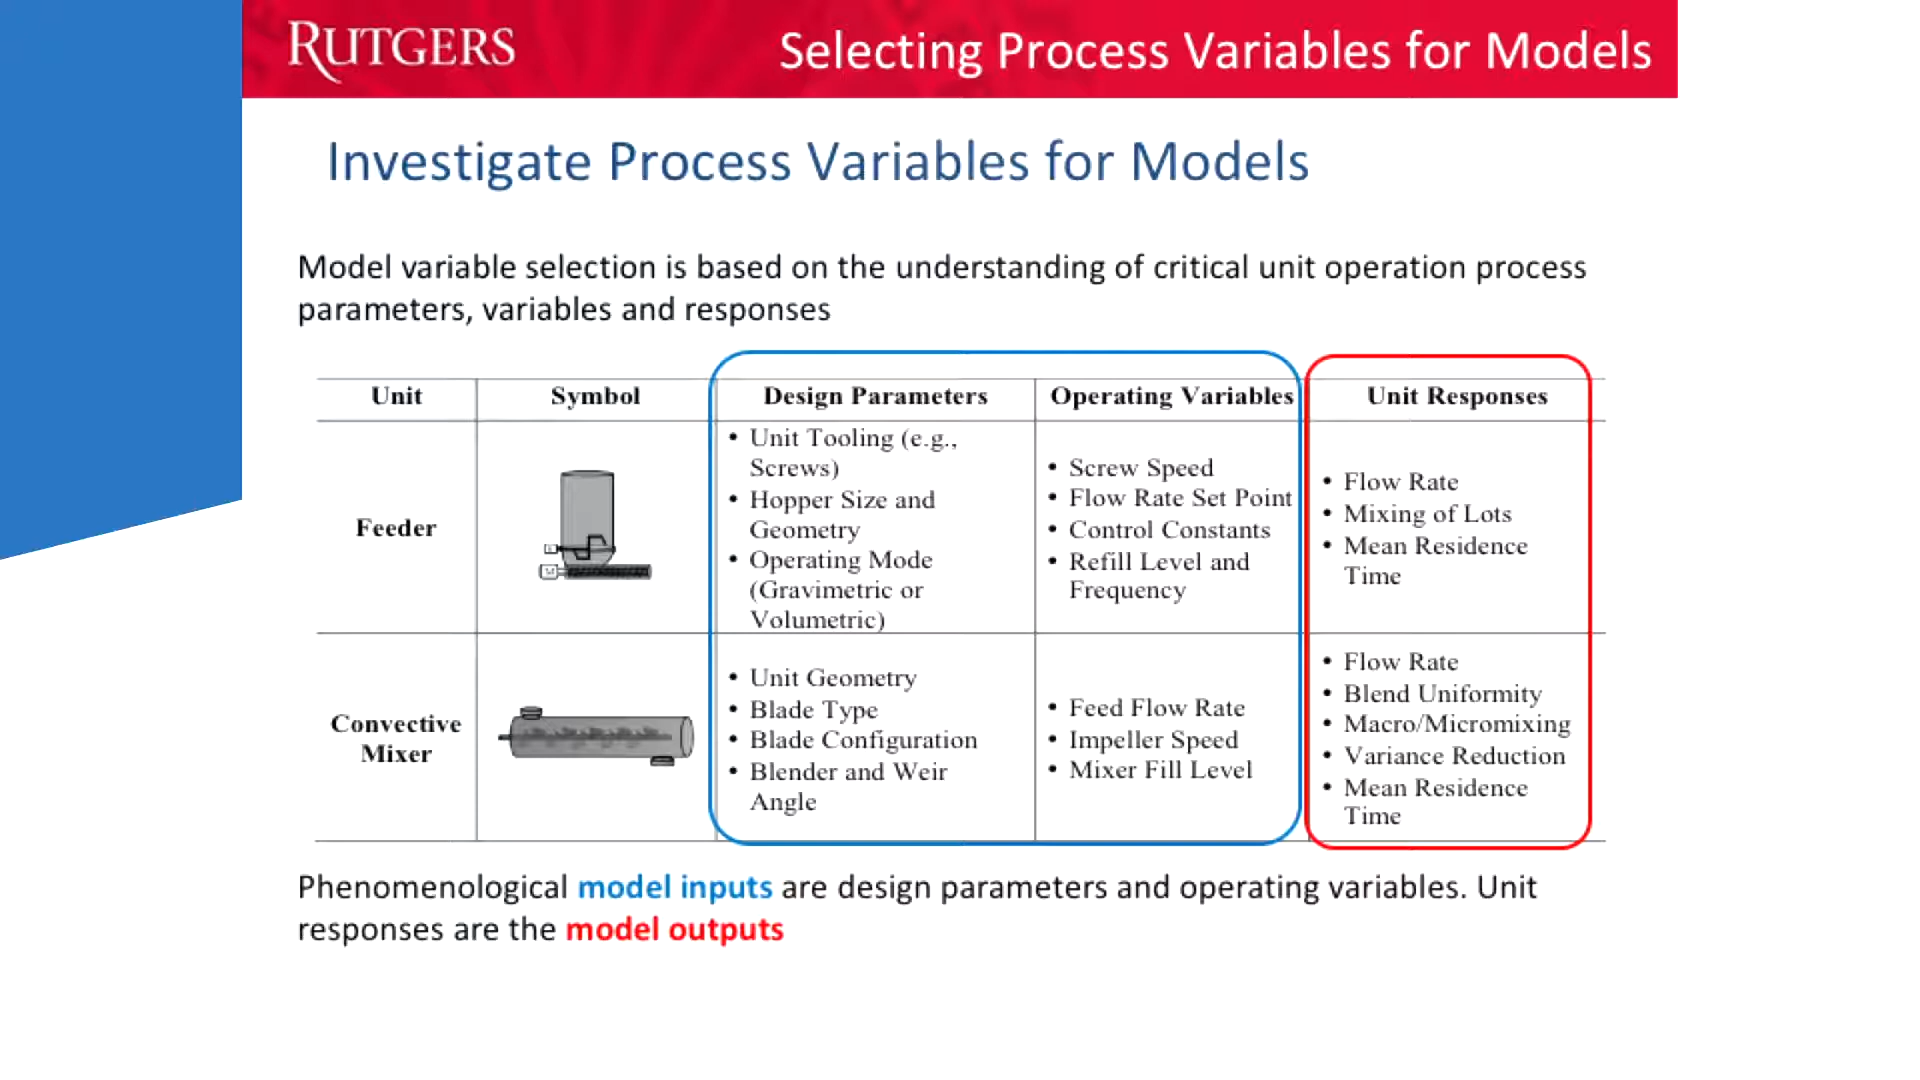 RUTGERS
Selecting Process Variables for Models
Investigate Process Variables for Models
Model variable selection is based on the understanding of critical unit operation process
parameters, variables and responses
Unit
Symbol
Design Parameters
Operating Variables
Unit Responses
Feeder
• Unit Tooling (e.g.,
Screws)
• Hopper Size and
Geometry
• Operating Mode
(Gravimetric or
Volumetric)
• Screw Speed
• Flow Rate Set Point
• Control Constants
• Refill Level and
Frequency
• Flow Rate
• Mixing of Lots
• Mean Residence
Time
Convective
Mixer
• Unit Geometry
• Blade Type
• Blade Configuration
• Blender and Weir
Angle
• Feed Flow Rate
• Impeller Speed
• Mixer Fill Level
• Flow Rate
• Blend Uniformity
• Macro/Micromixing
• Variance Reduction
• Mean Residence
Time
Phenomenological model inputs are design parameters and operating variables. Unit
responses are the model outputs